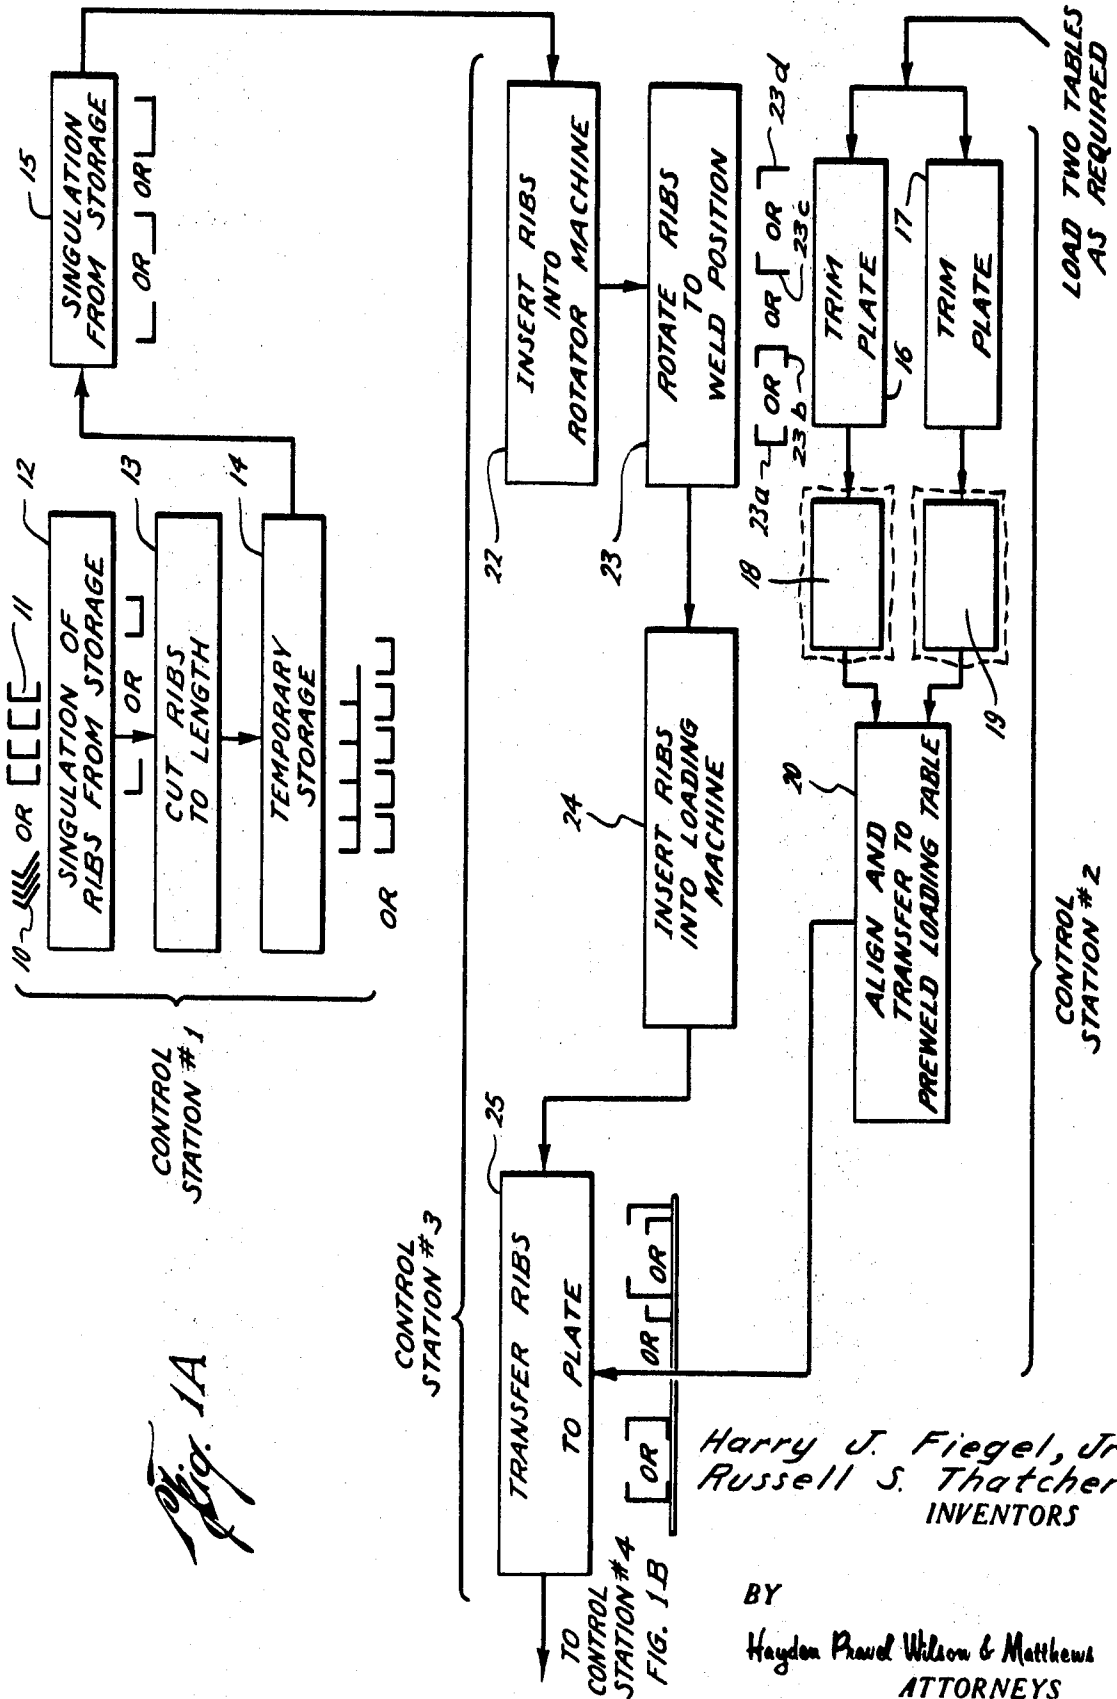 Fig. 1A
CONTROL
STATION #1
10
OR
11
12
SINGULATION OF
RIBS FROM STORAGE
OR
13
CUT RIBS
TO LENGTH
14
TEMPORARY
STORAGE
OR
15
SINGULATION
FROM STORAGE
OR
OR
CONTROL
STATION #3
22
INSERT RIBS
INTO
ROTATOR MACHINE
23
ROTATE RIBS
TO
WELD POSITION
23a
OR
23b
OR
23c
OR
23d
24
INSERT RIBS
INTO LOADING
MACHINE
25
TRANSFER RIBS
TO PLATE
OR
OR
OR
TO
CONTROL
STATION #4
FIG. 1B
LOAD TWO TABLES
AS REQUIRED
TRIM
PLATE
16
TRIM
PLATE
17
18
19
20
ALIGN AND
TRANSFER TO
PREWELD LOADING TABLE
CONTROL
STATION #2
Harry J. Fiegel, Jr
Russell S. Thatcher
INVENTORS
BY
Hayden Pravel Wilson & Matthews
ATTORNEYS